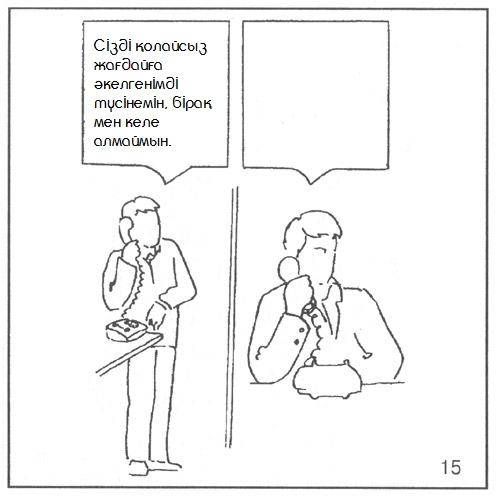 Сізді қолайсыз
жағдайға
әкелгенімді
түсінемін, бірақ
мен келе
алмаймын.
15